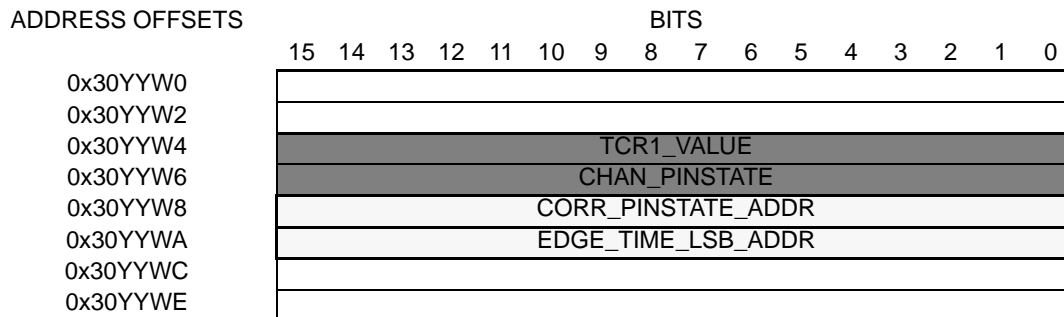 ADDRESS OFFSETS BITS
15 14 13 12 11 10 9 8 7 6 5 4 3 2 1 0
0x30YYW0
0x30YYW2
0x30YYW4 TCR1_VALUE
0x30YYW6 CHAN_PINSTATE
0x30YYW8 CORR_PINSTATE_ADDR
0x30YYWA EDGE_TIME_LSB_ADDR
0x30YYWC
0x30YYWE